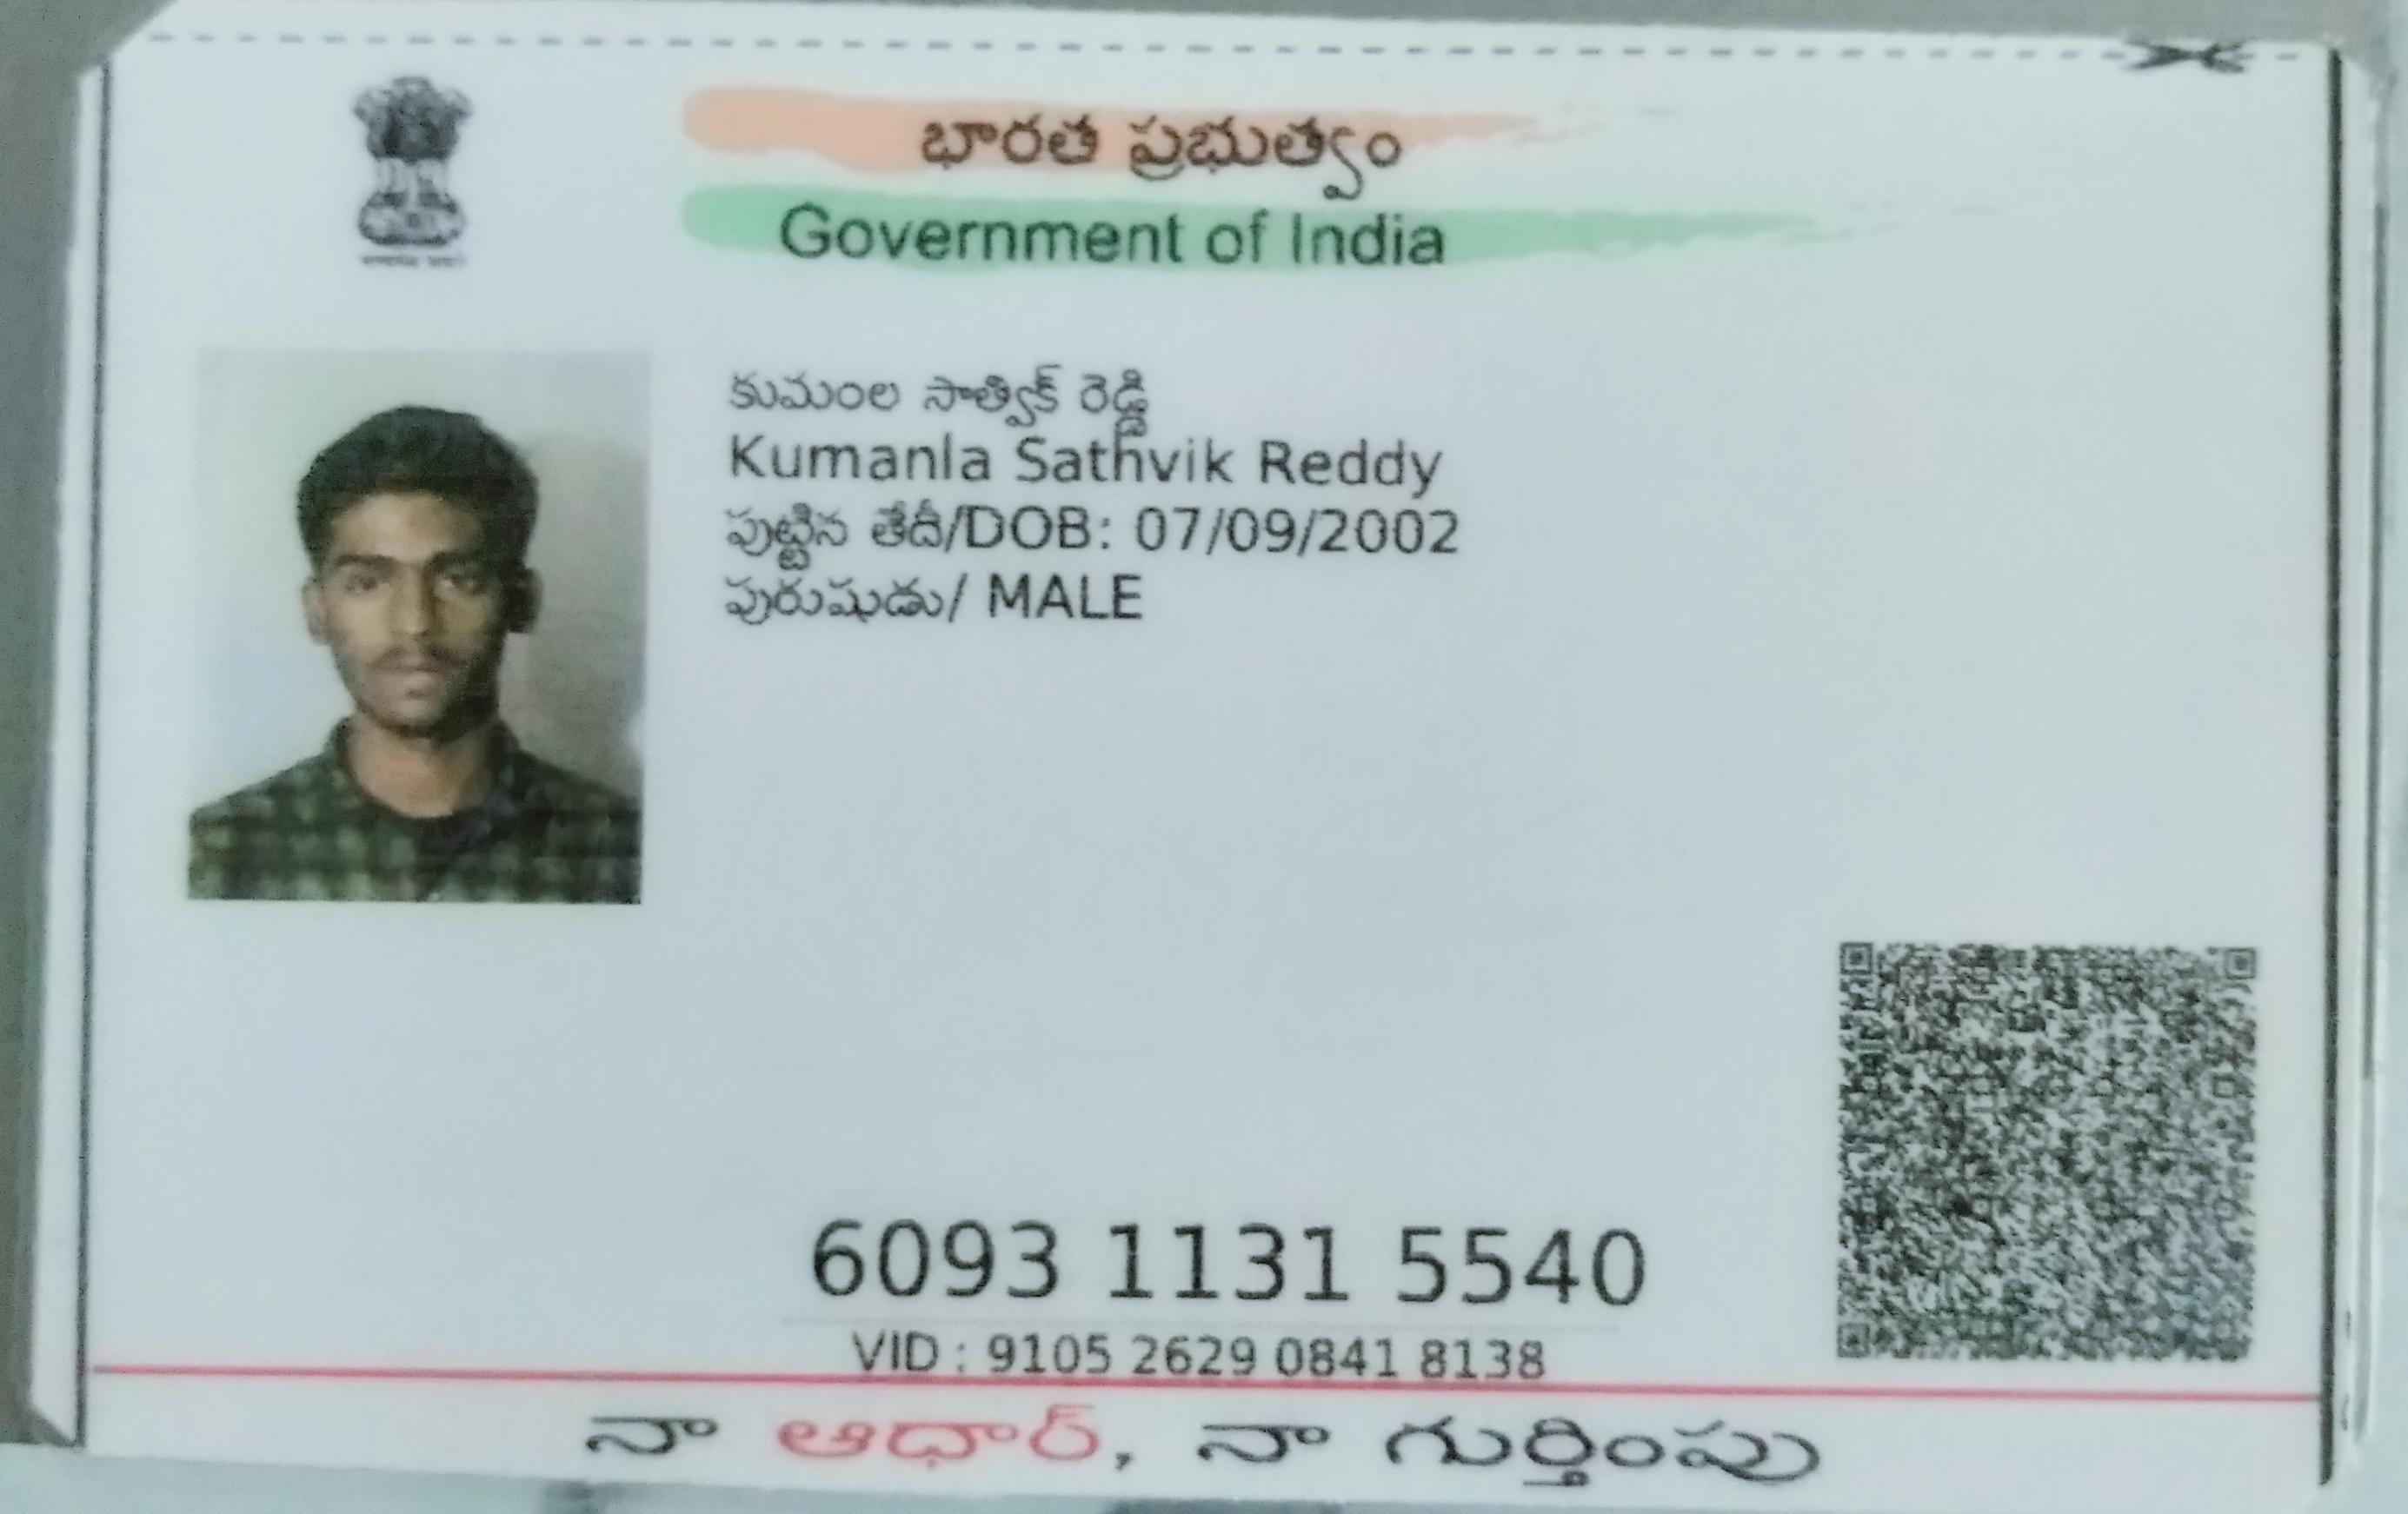 భారత ప్రభుత్వం
Government of India
కుమంల సాత్విక్ రెడ్డి
Kumanla Sathvik Reddy
పుట్టిన తేదీ/DOB: 07/09/2002
పురుషుడు/ MALE
6093 1131 5540
VID : 9105 2629 0841 8138
నా ఆధార్, నా గుర్తింపు